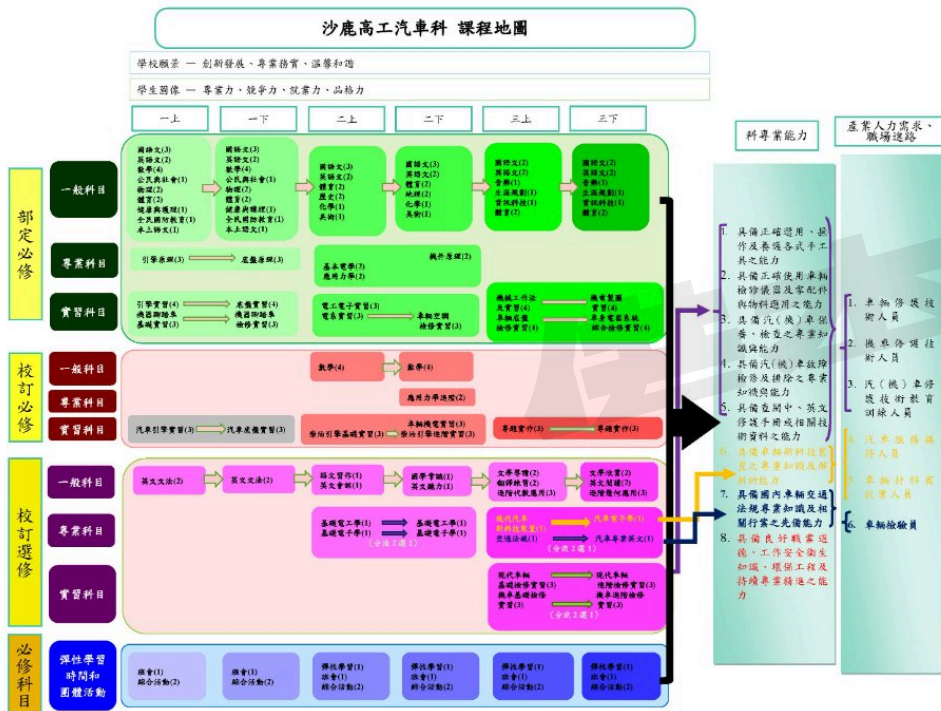 沙鹿高工汽車科 課程地圖
學校願景 — 創新發展、專業務實、溫馨和諧
學生圖像 — 專業力、競爭力、就業力、品格力
一上
一下
二上
二下
三上
三下
科專業能力
產業人力需求、
職場進路
部定必修
一般科目
國語文(3)
英語文(2)
數學(4)
公民與社會(1)
物理(2)
體育(2)
健康與護理(1)
全民國防教育(1)
本土語文(1)
國語文(3)
英語文(2)
數學(4)
公民與社會(1)
物理(2)
體育(2)
健康與護理(1)
全民國防教育(1)
本土語文(1)
國語文(3)
英語文(2)
體育(2)
歷史(2)
化學(1)
美術(1)
國語文(3)
英語文(2)
體育(2)
地理(2)
化學(1)
美術(1)
國語文(2)
英語文(2)
音樂(1)
生涯規劃(1)
資訊科技(1)
體育(2)
國語文(2)
英語文(2)
音樂(1)
生涯規劃(1)
資訊科技(1)
體育(2)
專業科目
引擎原理(3)
底盤原理(3)
基本電學(?)
應用力學(2)
機件原理(2)
實習科目
引擎實習(4)
機器腳踏車
基礎實習(3)
底盤實習(4)
機器腳踏車
檢修實習(3)
電工電子實習(3)
電系實習(3)
車輛空調
檢修實習(3)
機械工作法
及實習(4)
車輛底盤
檢修實習(4)
機電製圖
實習(4)
車身電器系統
綜合檢修實習(4)
校訂必修
一般科目
數學(4)
數學(4)
專業科目
應用力學進階(2)
實習科目
汽車引擎實習(3)
汽車底盤實習(3)
柴油引擎基礎實習(3)
車輛機電實習(3)
柴油引擎進階實習(3)
專題實作(3)
專題實作(3)
校訂選修
一般科目
英文文法(2)
英文文法(2)
語文習作(1)
英文會話(1)
國學常識(1)
英文聽力(1)
文學導讀(2)
翻譯練習(2)
進階代數應用(3)
文學欣賞(2)
英文閱讀(2)
進階幾何應用(3)
專業科目
基礎電工學(1)
基礎電子學(1)
基礎電工學(1)
基礎電子學(1)
(分流2選1)
現代汽車
新科技裝置(1)
交通法規(1)
汽車電子學(1)
汽車專業英文(1)
(分流2選1)
實習科目
現代車輛
基礎檢修實習(3)
機車基礎檢修
實習(3)
現代車輛
進階檢修實習(3)
機車進階檢修
實習(3)
(分流2選1)
必修科目
彈性學習
時間和
團體活動
班會(1)
綜合活動(2)
班會(1)
綜合活動(2)
彈性學習(1)
班會(1)
綜合活動(2)
彈性學習(1)
班會(1)
綜合活動(2)
彈性學習(1)
班會(1)
綜合活動(2)
彈性學習(1)
班會(1)
綜合活動(2)
1. 具備正確選用、操
作及養護各式手工
具之能力
2. 具備正確使用車輛
檢修儀器及零配件
與物料選用之能力
3. 具備汽(機)車保
養、檢查之專業知
識與能力
4. 具備汽(機)車故障
檢修及排除之專業
知識與能力
5. 具備查閱中、英文
修護手冊或相關技
術資料之能力
6. 具備車輛新科技裝
置之專業知識及
能力
7. 具備國內車輛交通
法規專業知識及相
關行業之先備能力
8. 具備良好職業道
德、工作安全衛生
知識、環保工程及
持續專業精進之能
力
1. 車輛修護技
術人員
2. 機車修護技
術人員
3. 汽(機)車修
護技術教育
訓練人員
4. 汽車服務接
待人員
5. 車輛材料商
從業人員
6. 車輛檢驗員